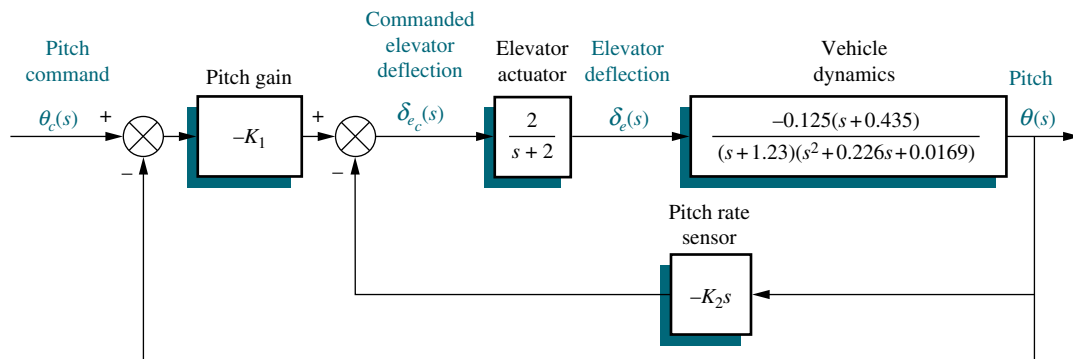 Pitch
command
θc(s)
+
−
Pitch gain
−K1
+
−
Commanded
elevator
deflection
δec(s)
Elevator
actuator
2
s + 2
Elevator
deflection
δe(s)
Vehicle
dynamics
−0.125(s + 0.435)
(s + 1.23)(s² + 0.226s + 0.0169)
Pitch
θ(s)
Pitch rate
sensor
−K2s